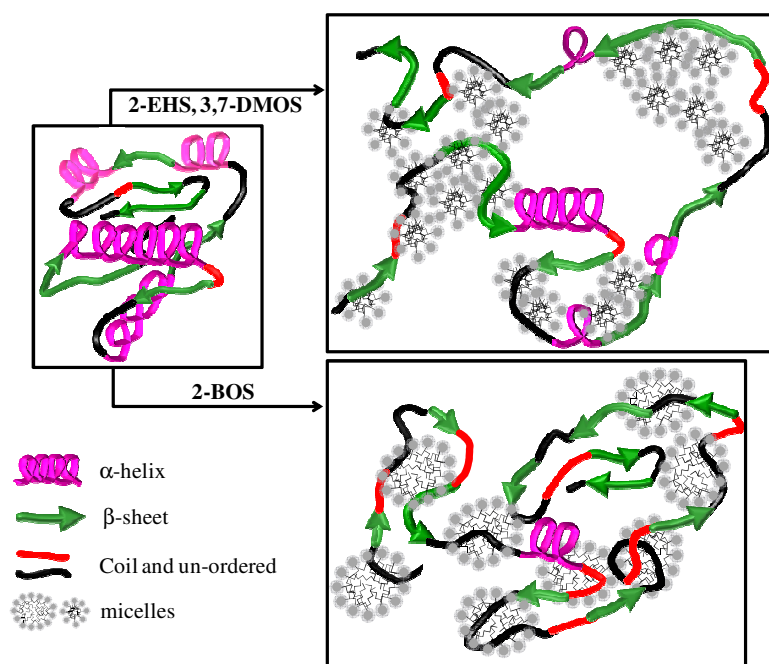 2-EHS, 3,7-DMOS
2-BOS
α-helix
β-sheet
Coil and un-ordered
micelles